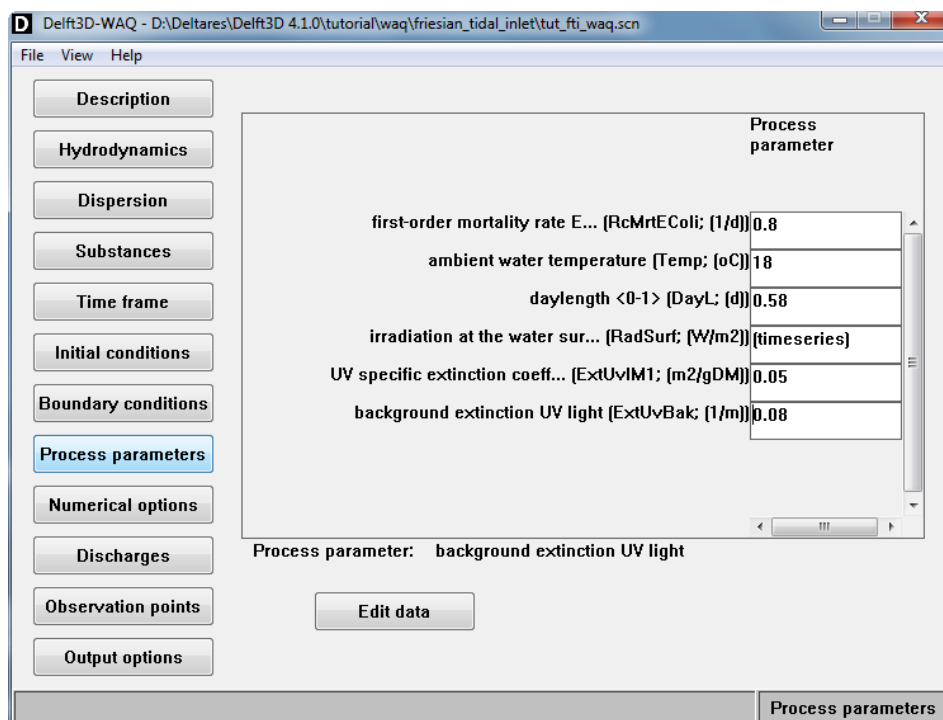 D Delft3D-WAQ - D:\Deltares\Delft3D 4.1.0\tutorial\waq\friesian_tidal_inlet\tut_fti_waq.scn
File View Help
Description
Hydrodynamics
Dispersion
Substances
Time frame
Initial conditions
Boundary conditions
Process parameters
Numerical options
Discharges
Observation points
Output options
Process
parameter
first-order mortality rate E... (RcMrtEColi; (1/d)) 0.8
ambient water temperature (Temp; (oC)) 18
daylength <0-1> (DayL; (d)) 0.58
irradiation at the water sur... (RadSurf; (W/m2)) (timeseries)
UV specific extinction coeff... (ExtUvIM1; (m2/gDM)) 0.05
background extinction UV light (ExtUvBak; (1/m)) 0.08
Process parameter: background extinction UV light
Edit data
Process parameters